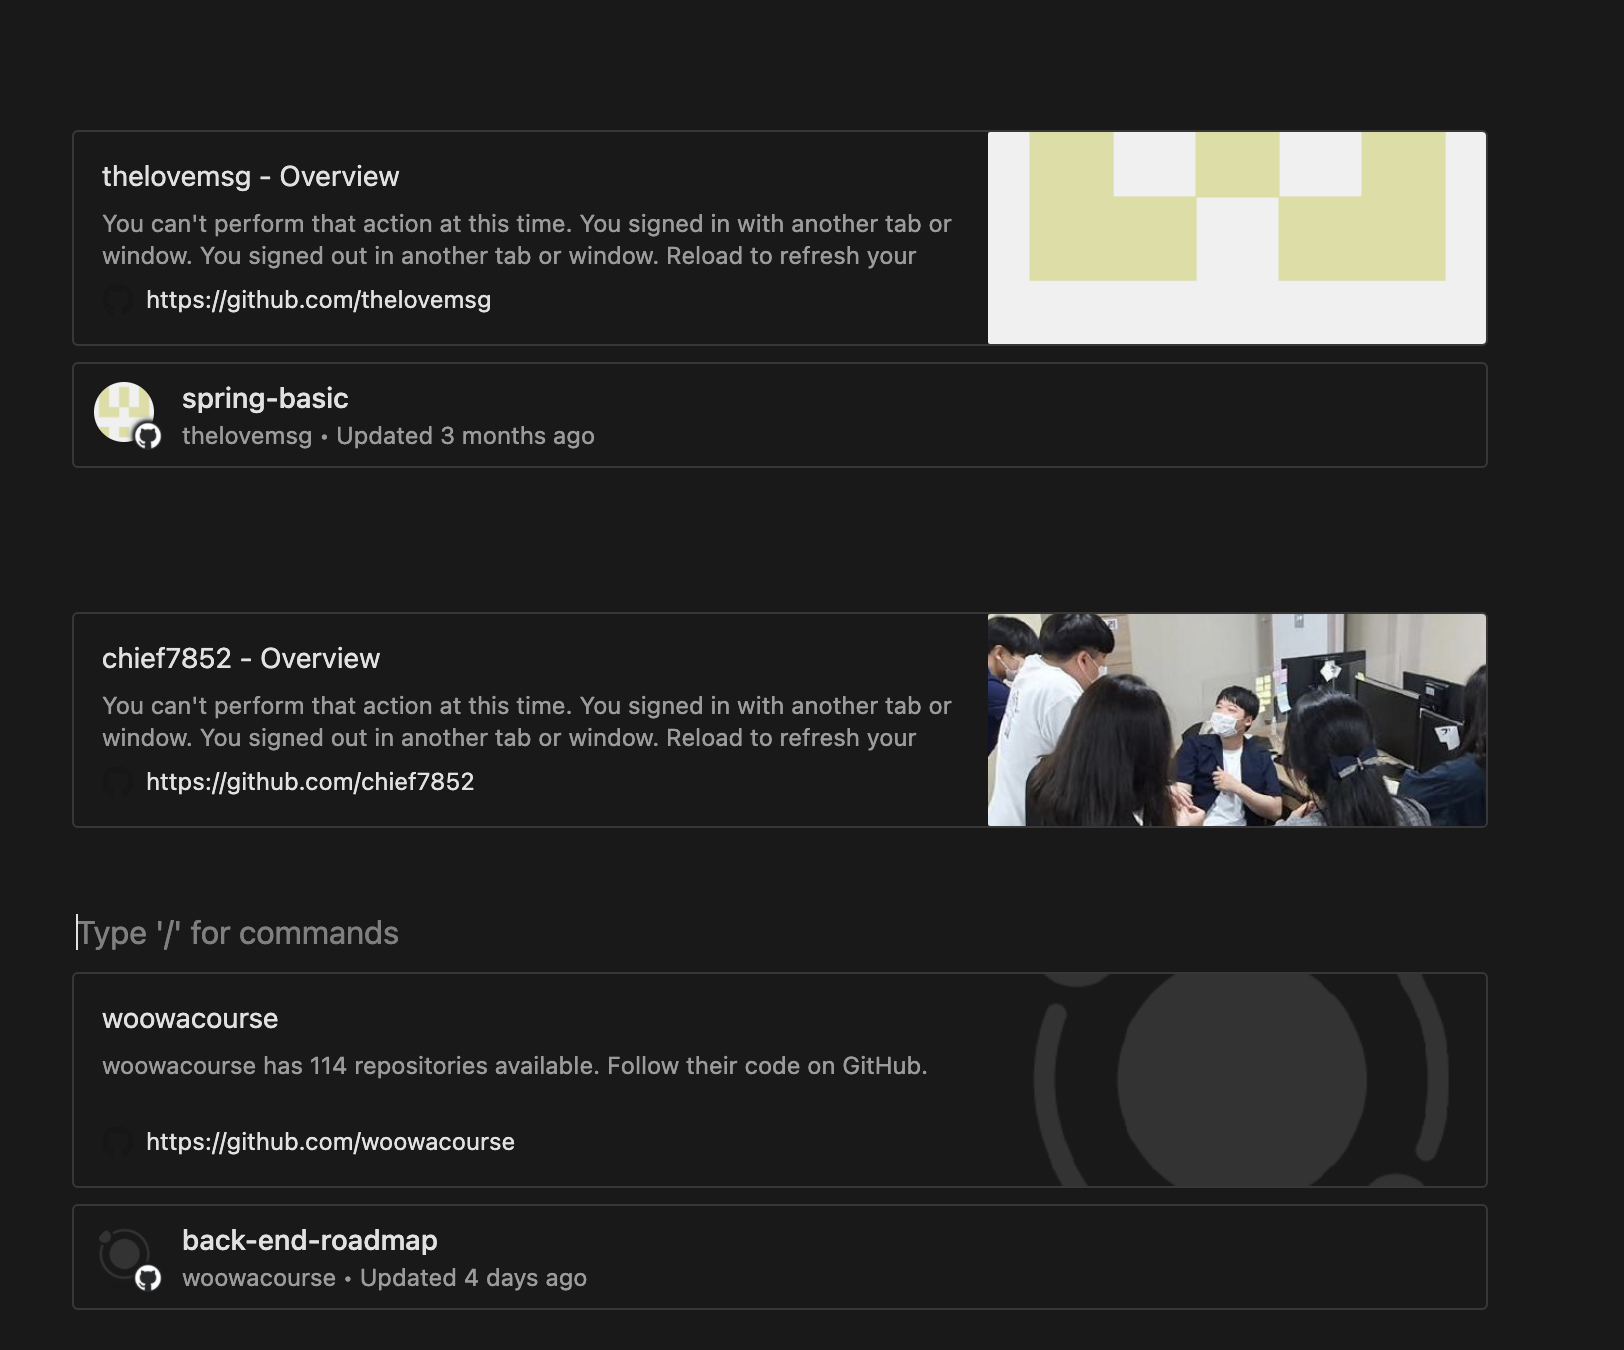 thelovemsg - Overview
You can't perform that action at this time. You signed in with another tab or
window. You signed out in another tab or window. Reload to refresh your
https://github.com/thelovemsg
spring-basic
thelovemsg • Updated 3 months ago
chief7852 - Overview
You can't perform that action at this time. You signed in with another tab or
window. You signed out in another tab or window. Reload to refresh your
https://github.com/chief7852
Type '/' for commands
woowacourse
woowacourse has 114 repositories available. Follow their code on GitHub.
https://github.com/woowacourse
back-end-roadmap
woowacourse • Updated 4 days ago